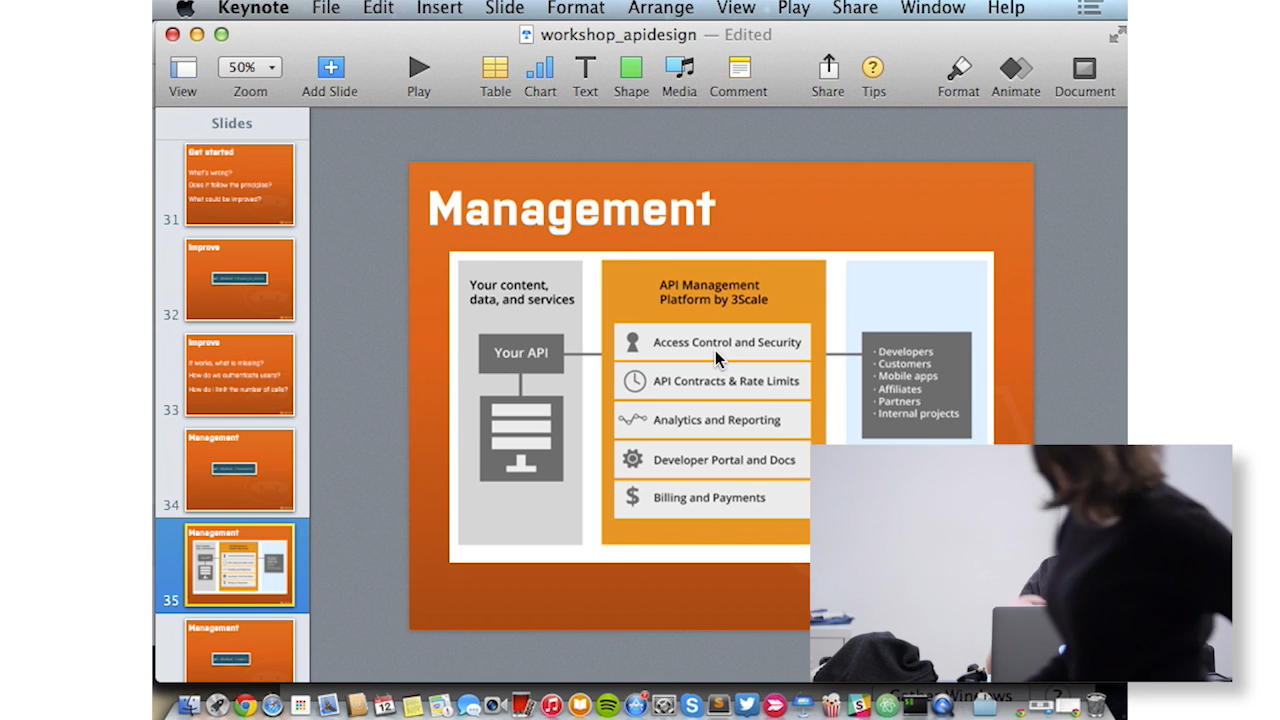 Keynote File Edit Insert Slide Format Arrange View Play Share Window Help
workshop_apidesign — Edited
50%
View Zoom Add Slide Play Table Chart Text Shape Media Comment Share Tips Format Animate Document
Slides
Get started
What's wrong?
Does it follow the principles?
What could be improved?
31
Improve
32
Improve
It works, what is missing?
How do we authenticate users?
How do I limit the number of calls?
33
Management
34
Management
35
Management
Management
Your content,
data, and services
Your API
API Management
Platform by 3Scale
Access Control and Security
API Contracts & Rate Limits
Analytics and Reporting
Developer Portal and Docs
$ Billing and Payments
· Developers
· Customers
· Mobile apps
· Affiliates
· Partners
· Internal projects
12